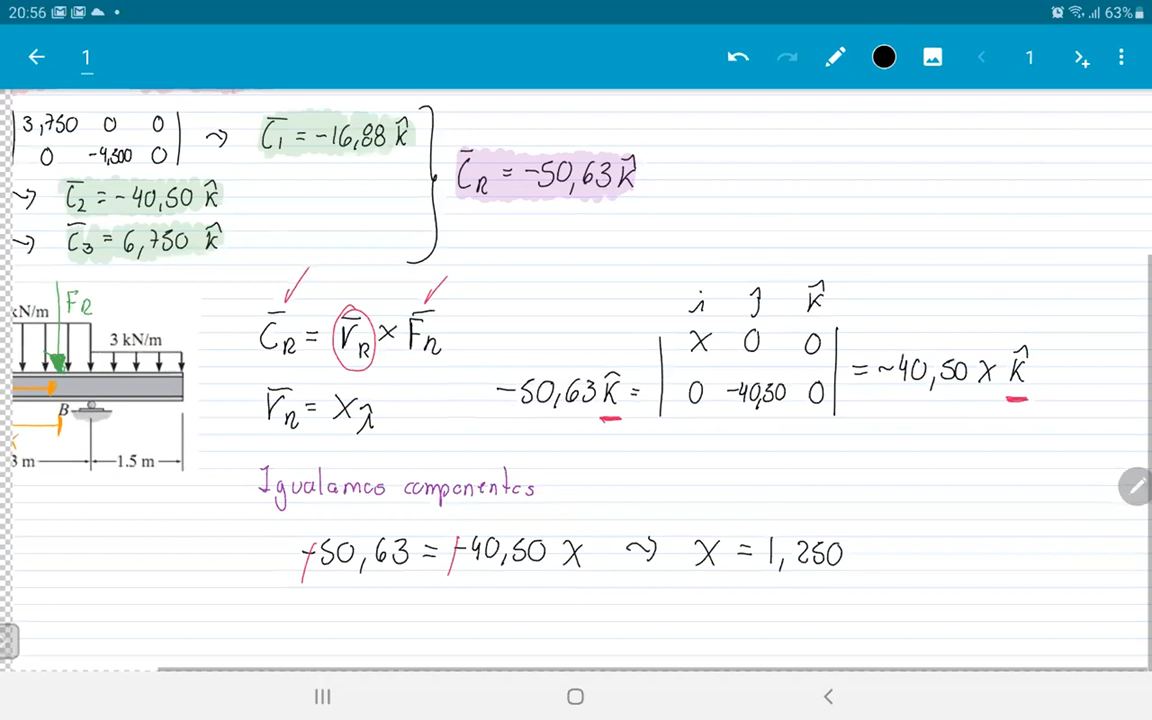 20:56 63%
1 1
3,750 0 0
0 -4,500 0
⤳ C̄1 = -16,88 k̂
C̄R = -50,63 k̂
⤳ C̄2 = -40,50 k̂
⤳ C̄3 = 6,750 k̂
FR
kN/m
3 kN/m
B
x
3 m
1.5 m
C̄R = r̄R × F̄R
r̄R = x î
i j k̂
-50,63 k̂ = | x 0 0 | = -40,50 x k̂
0 -40,50 0
Igualamos componentes
-50,63 = -40,50 x ⤳ x = 1,250